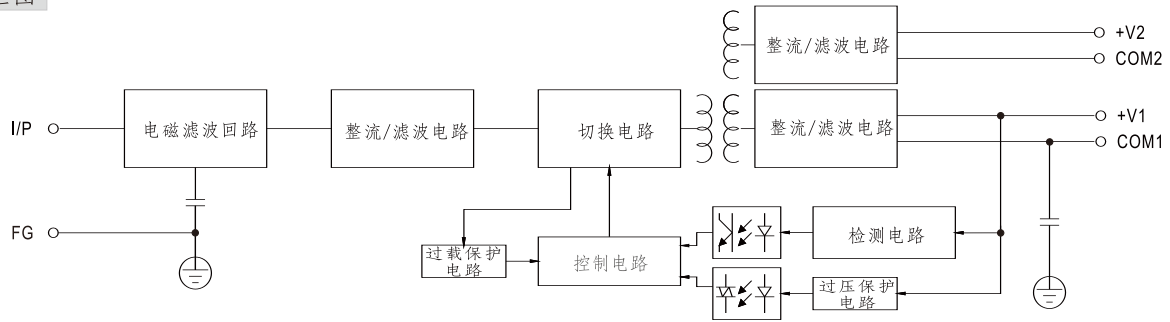 整流/滤波电路
+V2
COM2
I/P
电磁滤波回路
整流/滤波电路
切换电路
整流/滤波电路
+V1
COM1
FG
过载保护
电路
控制电路
检测电路
过压保护
电路